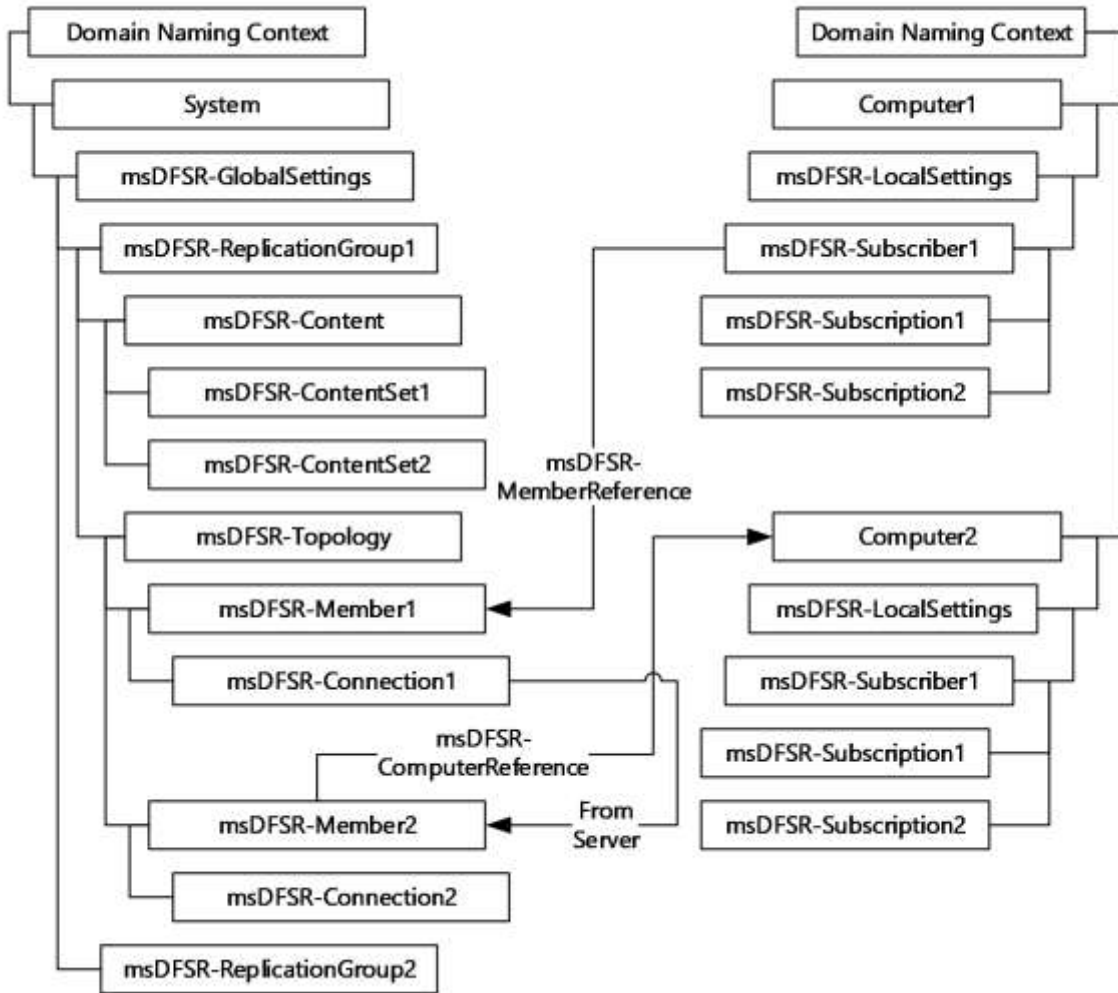 Domain Naming Context
System
msDFSR-GlobalSettings
msDFSR-ReplicationGroup1
msDFSR-Content
msDFSR-ContentSet1
msDFSR-ContentSet2
msDFSR-Topology
msDFSR-Member1
msDFSR-Connection1
msDFSR-
ComputerReference
msDFSR-Member2
From
Server
msDFSR-Connection2
msDFSR-ReplicationGroup2
msDFSR-
MemberReference
Domain Naming Context
Computer1
msDFSR-LocalSettings
msDFSR-Subscriber1
msDFSR-Subscription1
msDFSR-Subscription2
Computer2
msDFSR-LocalSettings
msDFSR-Subscriber1
msDFSR-Subscription1
msDFSR-Subscription2